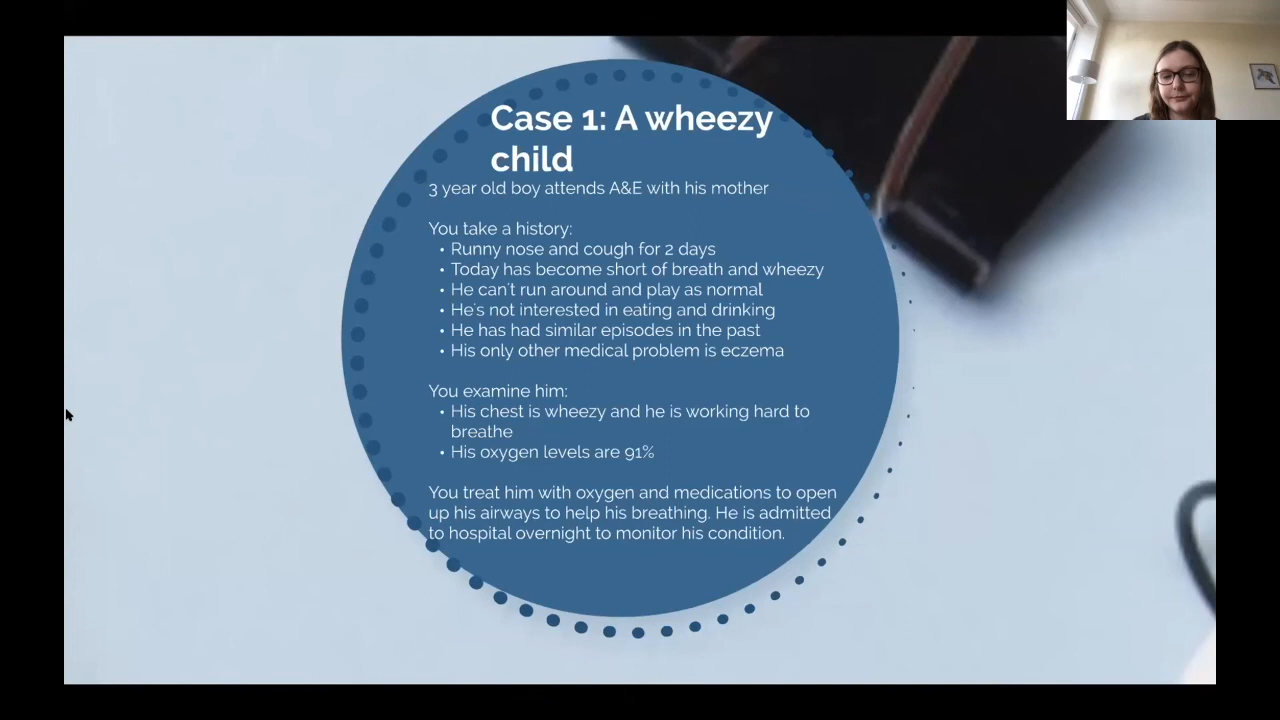 Case 1: A wheezy
child
3 year old boy attends A&E with his mother
You take a history:
• Runny nose and cough for 2 days
• Today has become short of breath and wheezy
• He can't run around and play as normal
• He's not interested in eating and drinking
• He has had similar episodes in the past
• His only other medical problem is eczema
You examine him:
• His chest is wheezy and he is working hard to
breathe
• His oxygen levels are 91%
You treat him with oxygen and medications to open
up his airways to help his breathing. He is admitted
to hospital overnight to monitor his condition.